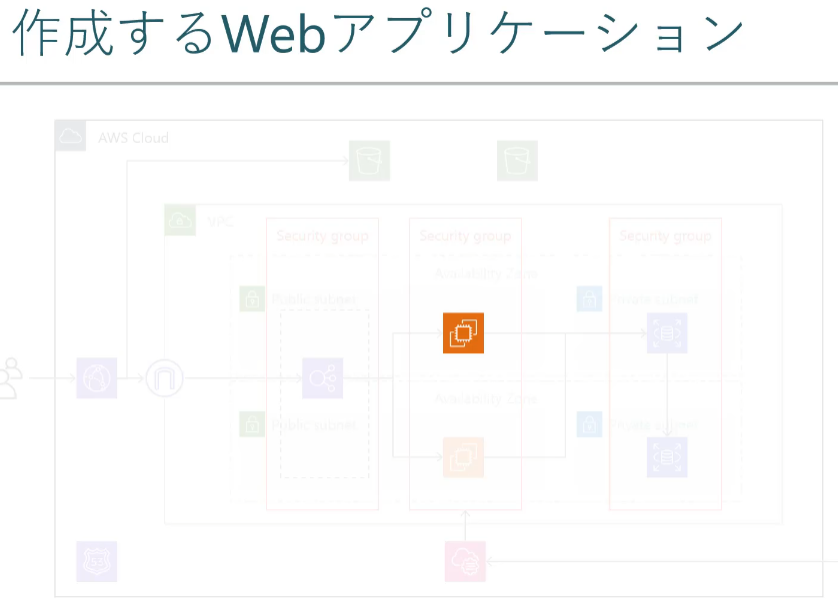 作成するWebアプリケーション
AWS Cloud
VPC
Security group
Security group
Security group
Availability Zone
Public subnet
Private subnet
Availability Zone
Public subnet
Private subnet